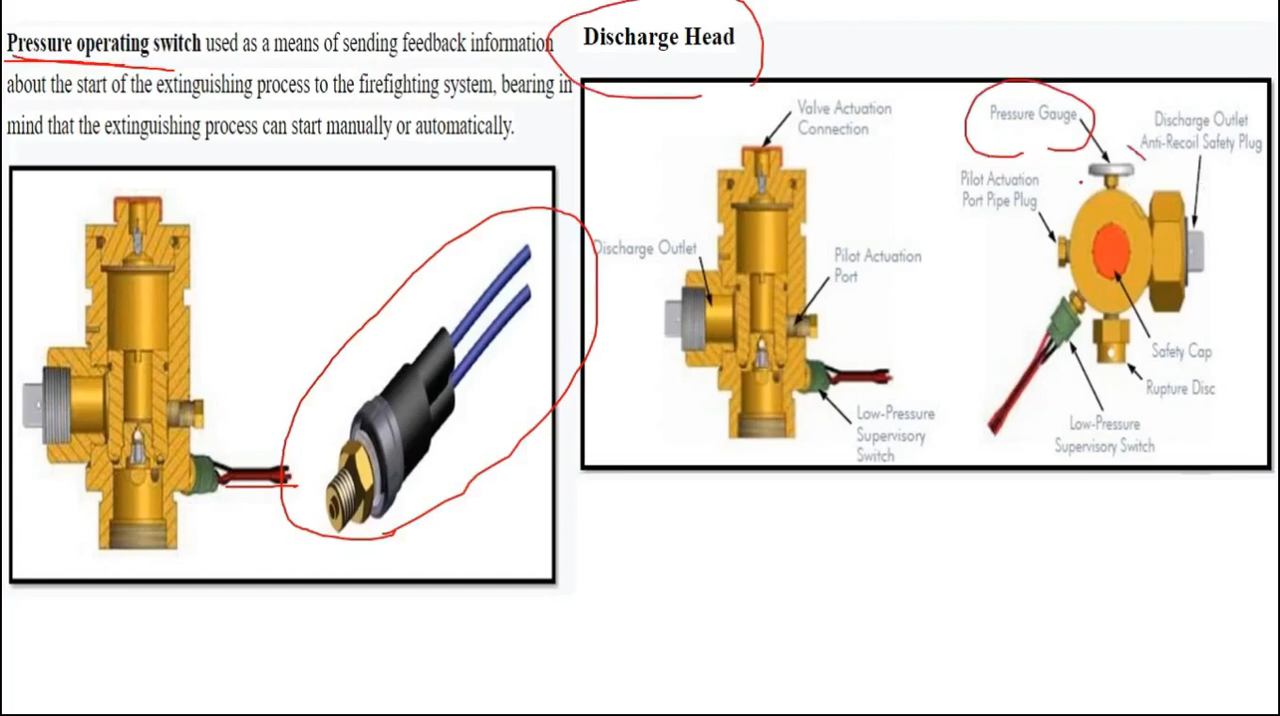 Pressure operating switch used as a means of sending feedback information
about the start of the extinguishing process to the firefighting system, bearing in
mind that the extinguishing process can start manually or automatically.
Discharge Head
Valve Actuation
Connection
Discharge Outlet
Pilot Actuation
Port
Low-Pressure
Supervisory
Switch
Pressure Gauge
Discharge Outlet
Anti-Recoil Safety Plug
Pilot Actuation
Port Pipe Plug
Safety Cap
Rupture Disc
Low-Pressure
Supervisory Switch